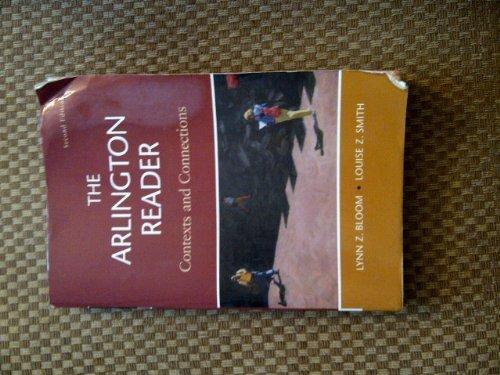 Second Edition
THE
ARLINGTON
READER
Contexts and Connections
LYNN Z. BLOOM • LOUISE Z. SMITH